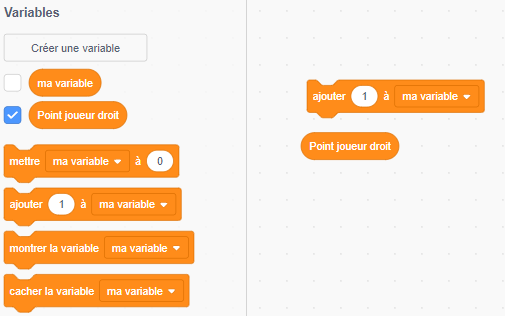 Variables
Créer une variable
ma variable
Point joueur droit
mettre ma variable à 0
ajouter 1 à ma variable
montrer la variable ma variable
cacher la variable ma variable
ajouter 1 à ma variable
Point joueur droit